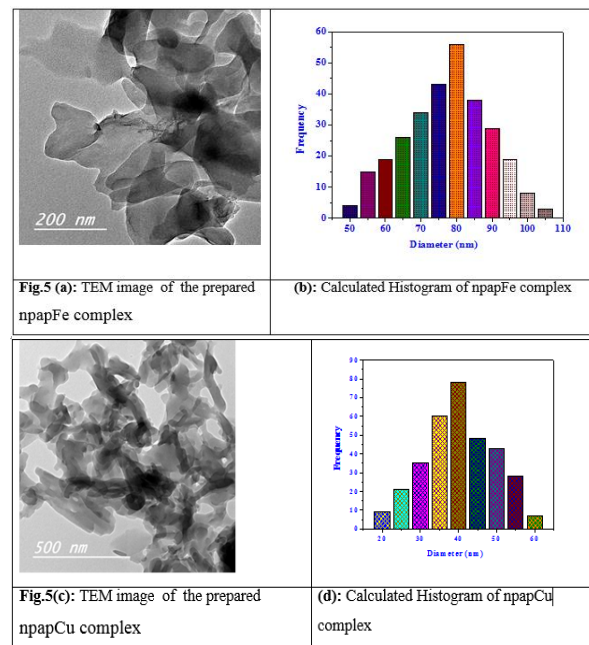 200 nm
60
50
40
30
20
10
0
Frequency
50 60 70 80 90 100 110
Diameter (nm)
Fig.5 (a): TEM image of the prepared
npapFe complex
(b): Calculated Histogram of npapFe complex
500 nm
90
80
70
60
50
40
30
20
10
0
Frequency
20 30 40 50 60
Diameter (nm)
Fig.5(c): TEM image of the prepared
npapCu complex
(d): Calculated Histogram of npapCu
complex